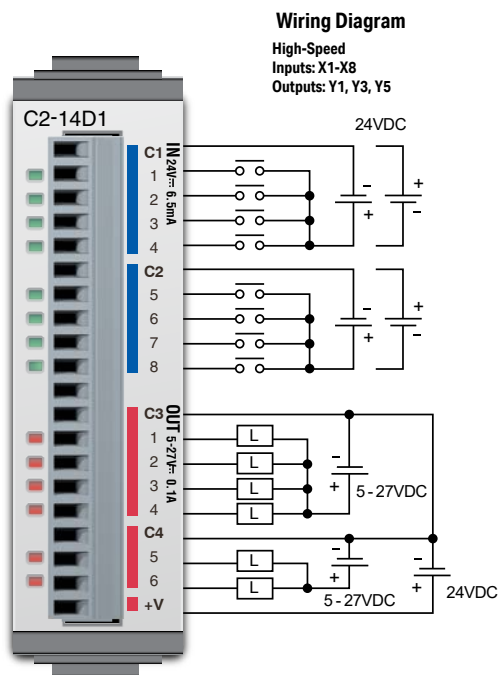 Wiring Diagram
High-Speed
Inputs: X1-X8
Outputs: Y1, Y3, Y5
C2-14D1
24VDC
IN 24V⎓ 6.5mA
C1
1
2
3
4
-
+
+
-
C2
5
6
7
8
-
+
+
-
OUT 5-27V⎓ 0.1A
C3
1
L
2
L
3
L
4
L
-
+
5-27VDC
C4
5
L
6
L
+V
-
+
5-27VDC
-
+
24VDC